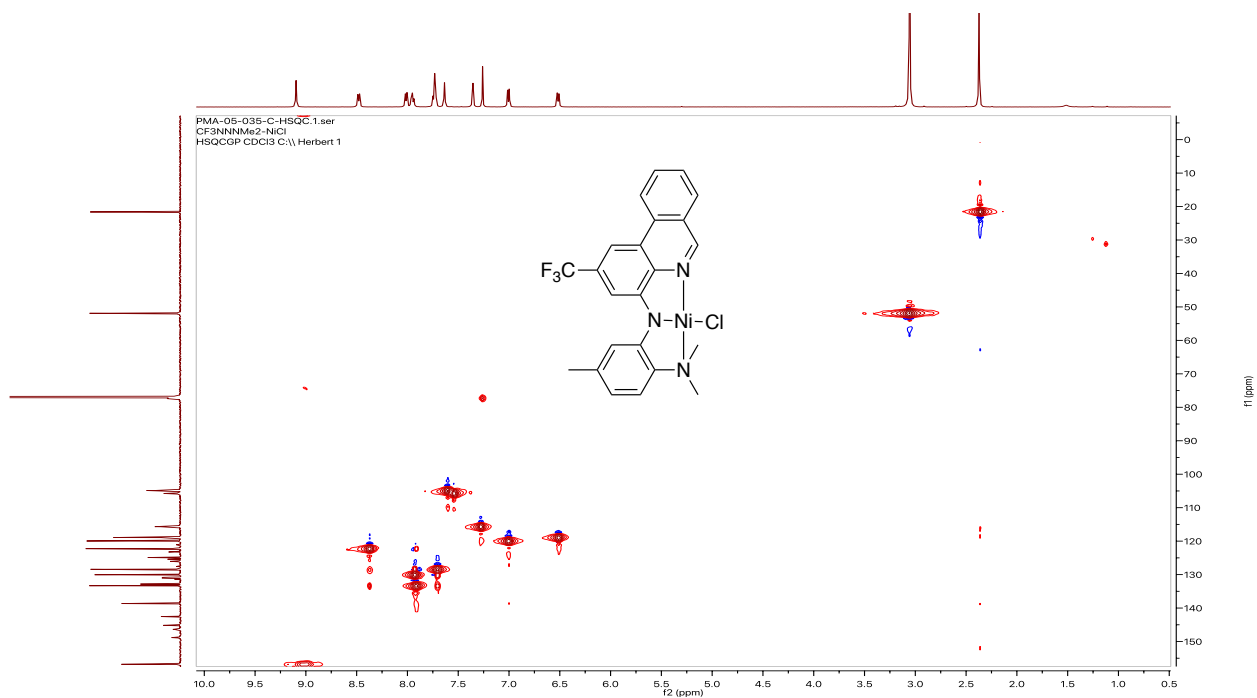 PMA-05-035-C-HSQC.1.ser
CF3NNNMe2-NiCl
HSQCGP CDCl3 C:\\ Herbert 1
F3C
N
N
Ni
Cl
N
0
10
20
30
40
50
60
70
80
90
100
110
120
130
140
150
f1 (ppm)
10.0 9.5 9.0 8.5 8.0 7.5 7.0 6.5 6.0 5.5 5.0 4.5 4.0 3.5 3.0 2.5 2.0 1.5 1.0 0.5
f2 (ppm)